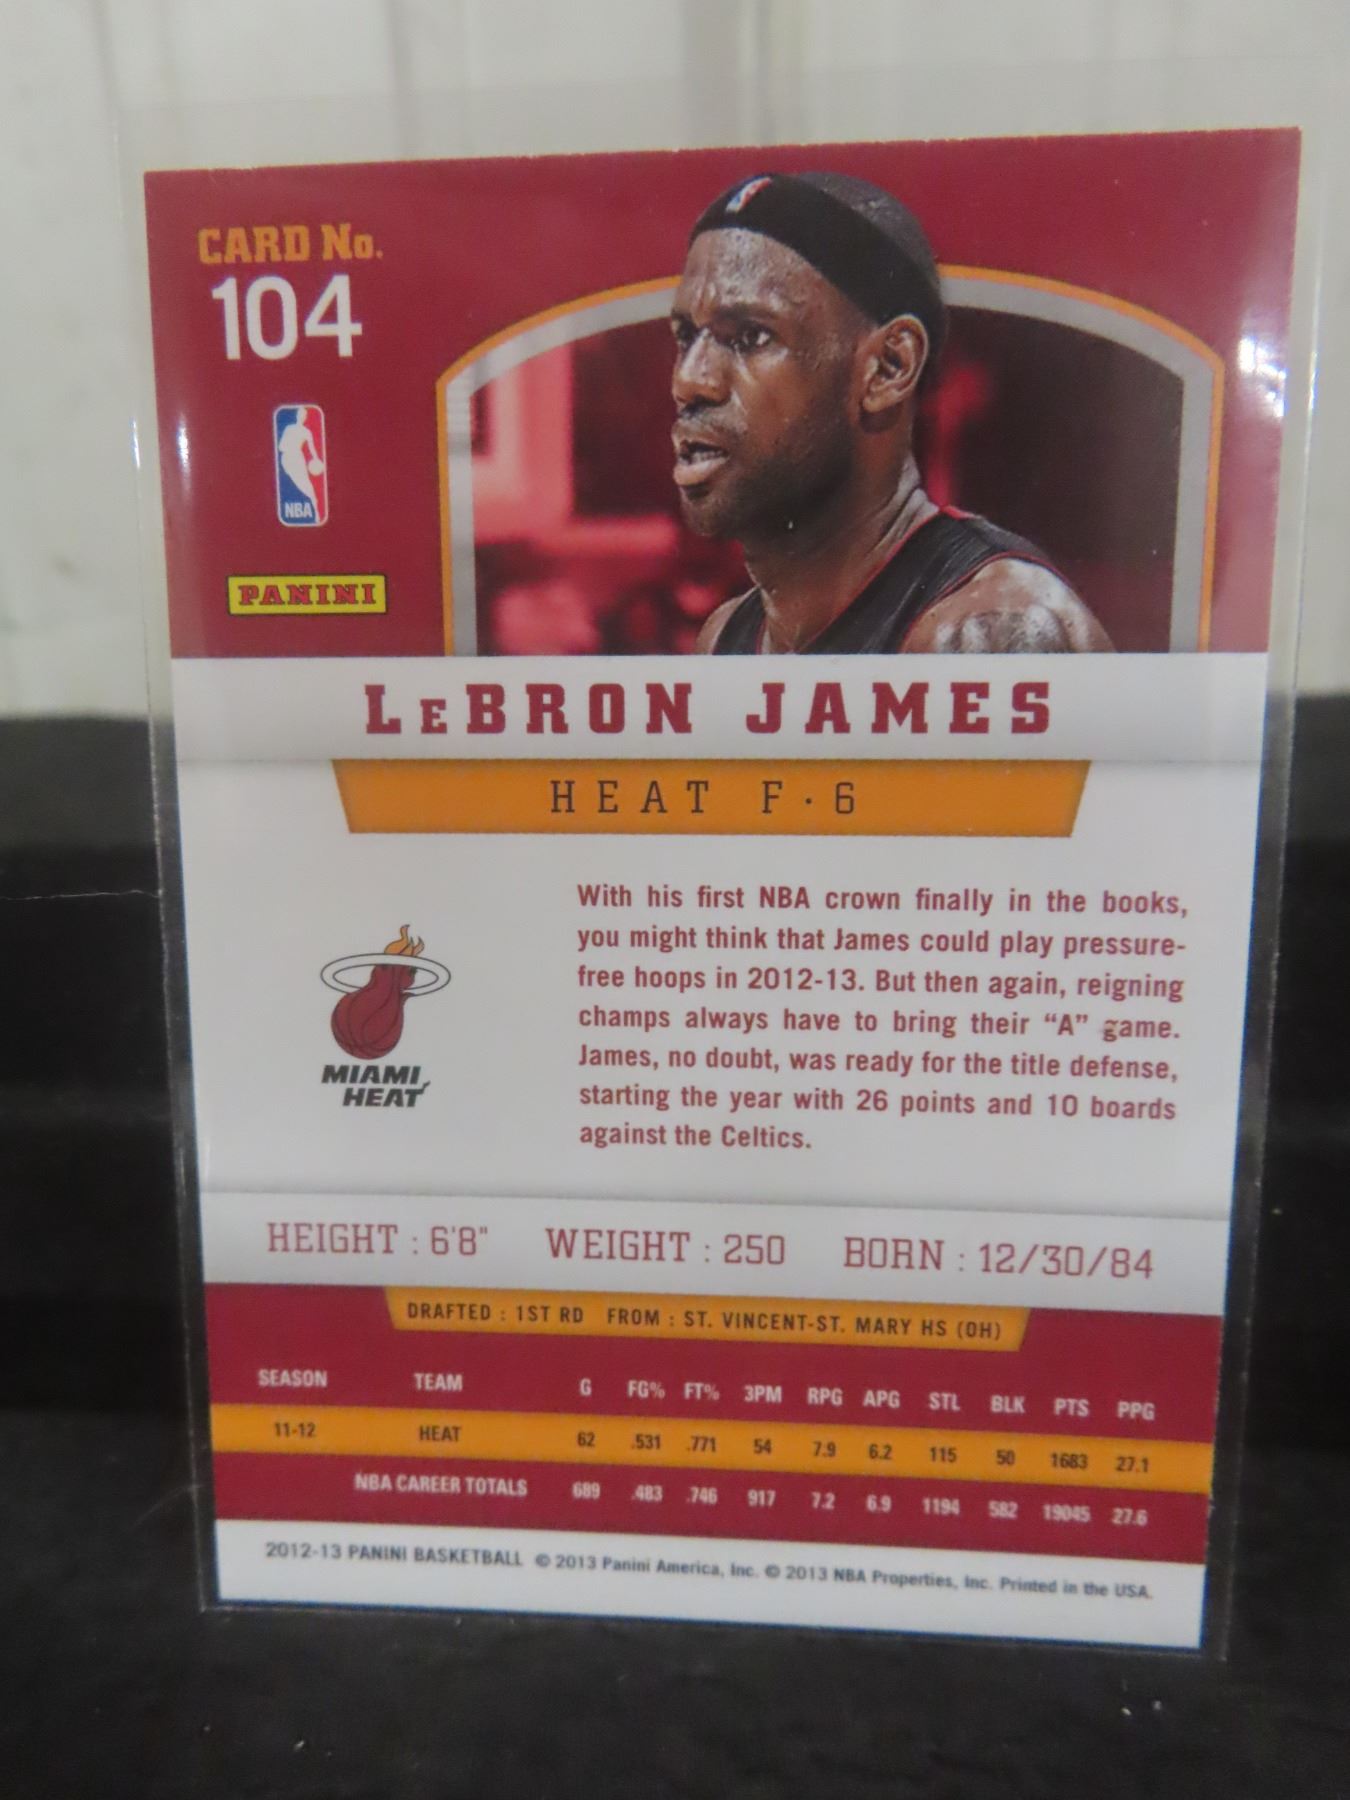 CARD No.
104
NBA
PANINI
LeBRON JAMES
HEAT F·6
With his first NBA crown finally in the books,
you might think that James could play pressure-
free hoops in 2012-13. But then again, reigning
champs always have to bring their “A” game.
James, no doubt, was ready for the title defense,
starting the year with 26 points and 10 boards
against the Celtics.
MIAMI
HEAT
HEIGHT : 6'8" WEIGHT : 250 BORN : 12/30/84
DRAFTED : 1ST RD FROM : ST. VINCENT-ST. MARY HS (OH)
SEASON TEAM G FG% FT% 3PM RPG APG STL BLK PTS PPG
11-12 HEAT 62 .531 .771 54 7.9 6.2 115 50 1683 27.1
NBA CAREER TOTALS 689 .483 .746 917 7.2 6.9 1194 582 19045 27.6
2012-13 PANINI BASKETBALL © 2013 Panini America, Inc. © 2013 NBA Properties, Inc. Printed in the USA.